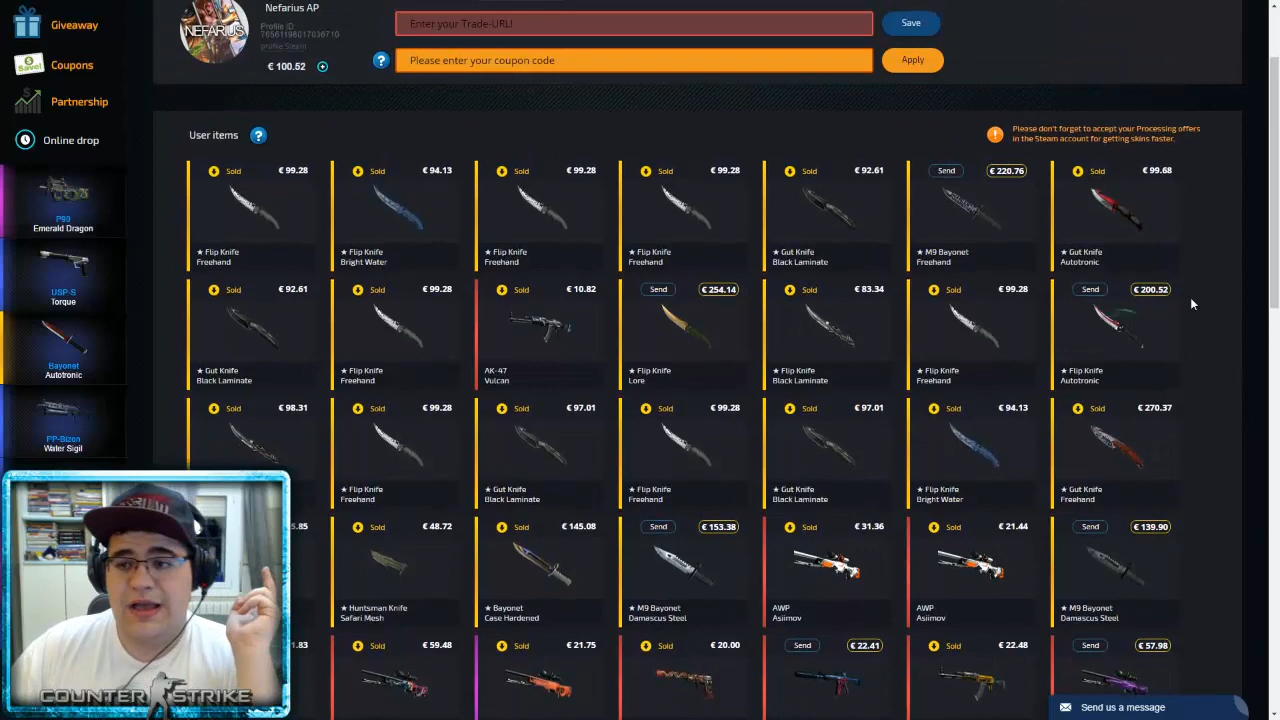 Giveaway
Coupons
Partnership
Online drop
P90
Emerald Dragon
USP-S
Torque
Bayonet
Autotronic
PP-Bizon
Water Sigil
NEFARIUS
Nefarius AP
Profile ID
profile Steam
€ 100.52
Enter your Trade-URL!
Save
Please enter your coupon code
Apply
User items
Please don't forget to accept your Processing offers
in the Steam account for getting skins faster.
Sold € 99.28
★ Flip Knife
Freehand
Sold € 94.13
★ Flip Knife
Bright Water
Sold € 99.28
★ Flip Knife
Freehand
Sold € 99.28
★ Flip Knife
Freehand
Sold € 92.61
★ Gut Knife
Black Laminate
Send € 220.76
★ M9 Bayonet
Freehand
Sold € 99.68
★ Gut Knife
Autotronic
Sold € 92.61
★ Gut Knife
Black Laminate
Sold € 99.28
★ Flip Knife
Freehand
Sold € 10.82
AK-47
Vulcan
Send € 254.14
★ Flip Knife
Lore
Sold € 83.34
★ Flip Knife
Black Laminate
Sold € 99.28
★ Flip Knife
Freehand
Send € 200.52
★ Flip Knife
Autotronic
Sold € 98.31
Sold € 99.28
★ Flip Knife
Freehand
Sold € 97.01
★ Gut Knife
Black Laminate
Sold € 99.28
★ Flip Knife
Freehand
Sold € 97.01
★ Gut Knife
Black Laminate
Sold € 94.13
★ Flip Knife
Bright Water
Sold € 270.37
★ Gut Knife
Freehand
5.85
Sold € 48.72
★ Huntsman Knife
Safari Mesh
Sold € 145.08
★ Bayonet
Case Hardened
Send € 153.38
★ M9 Bayonet
Damascus Steel
Sold € 31.36
AWP
Asiimov
Sold € 21.44
AWP
Asiimov
Send € 139.90
★ M9 Bayonet
Damascus Steel
1.83
Sold € 59.48
Sold € 21.75
Sold € 20.00
Send € 22.41
Sold € 22.48
Send € 57.98
COUNTER STRIKE
Send us a message